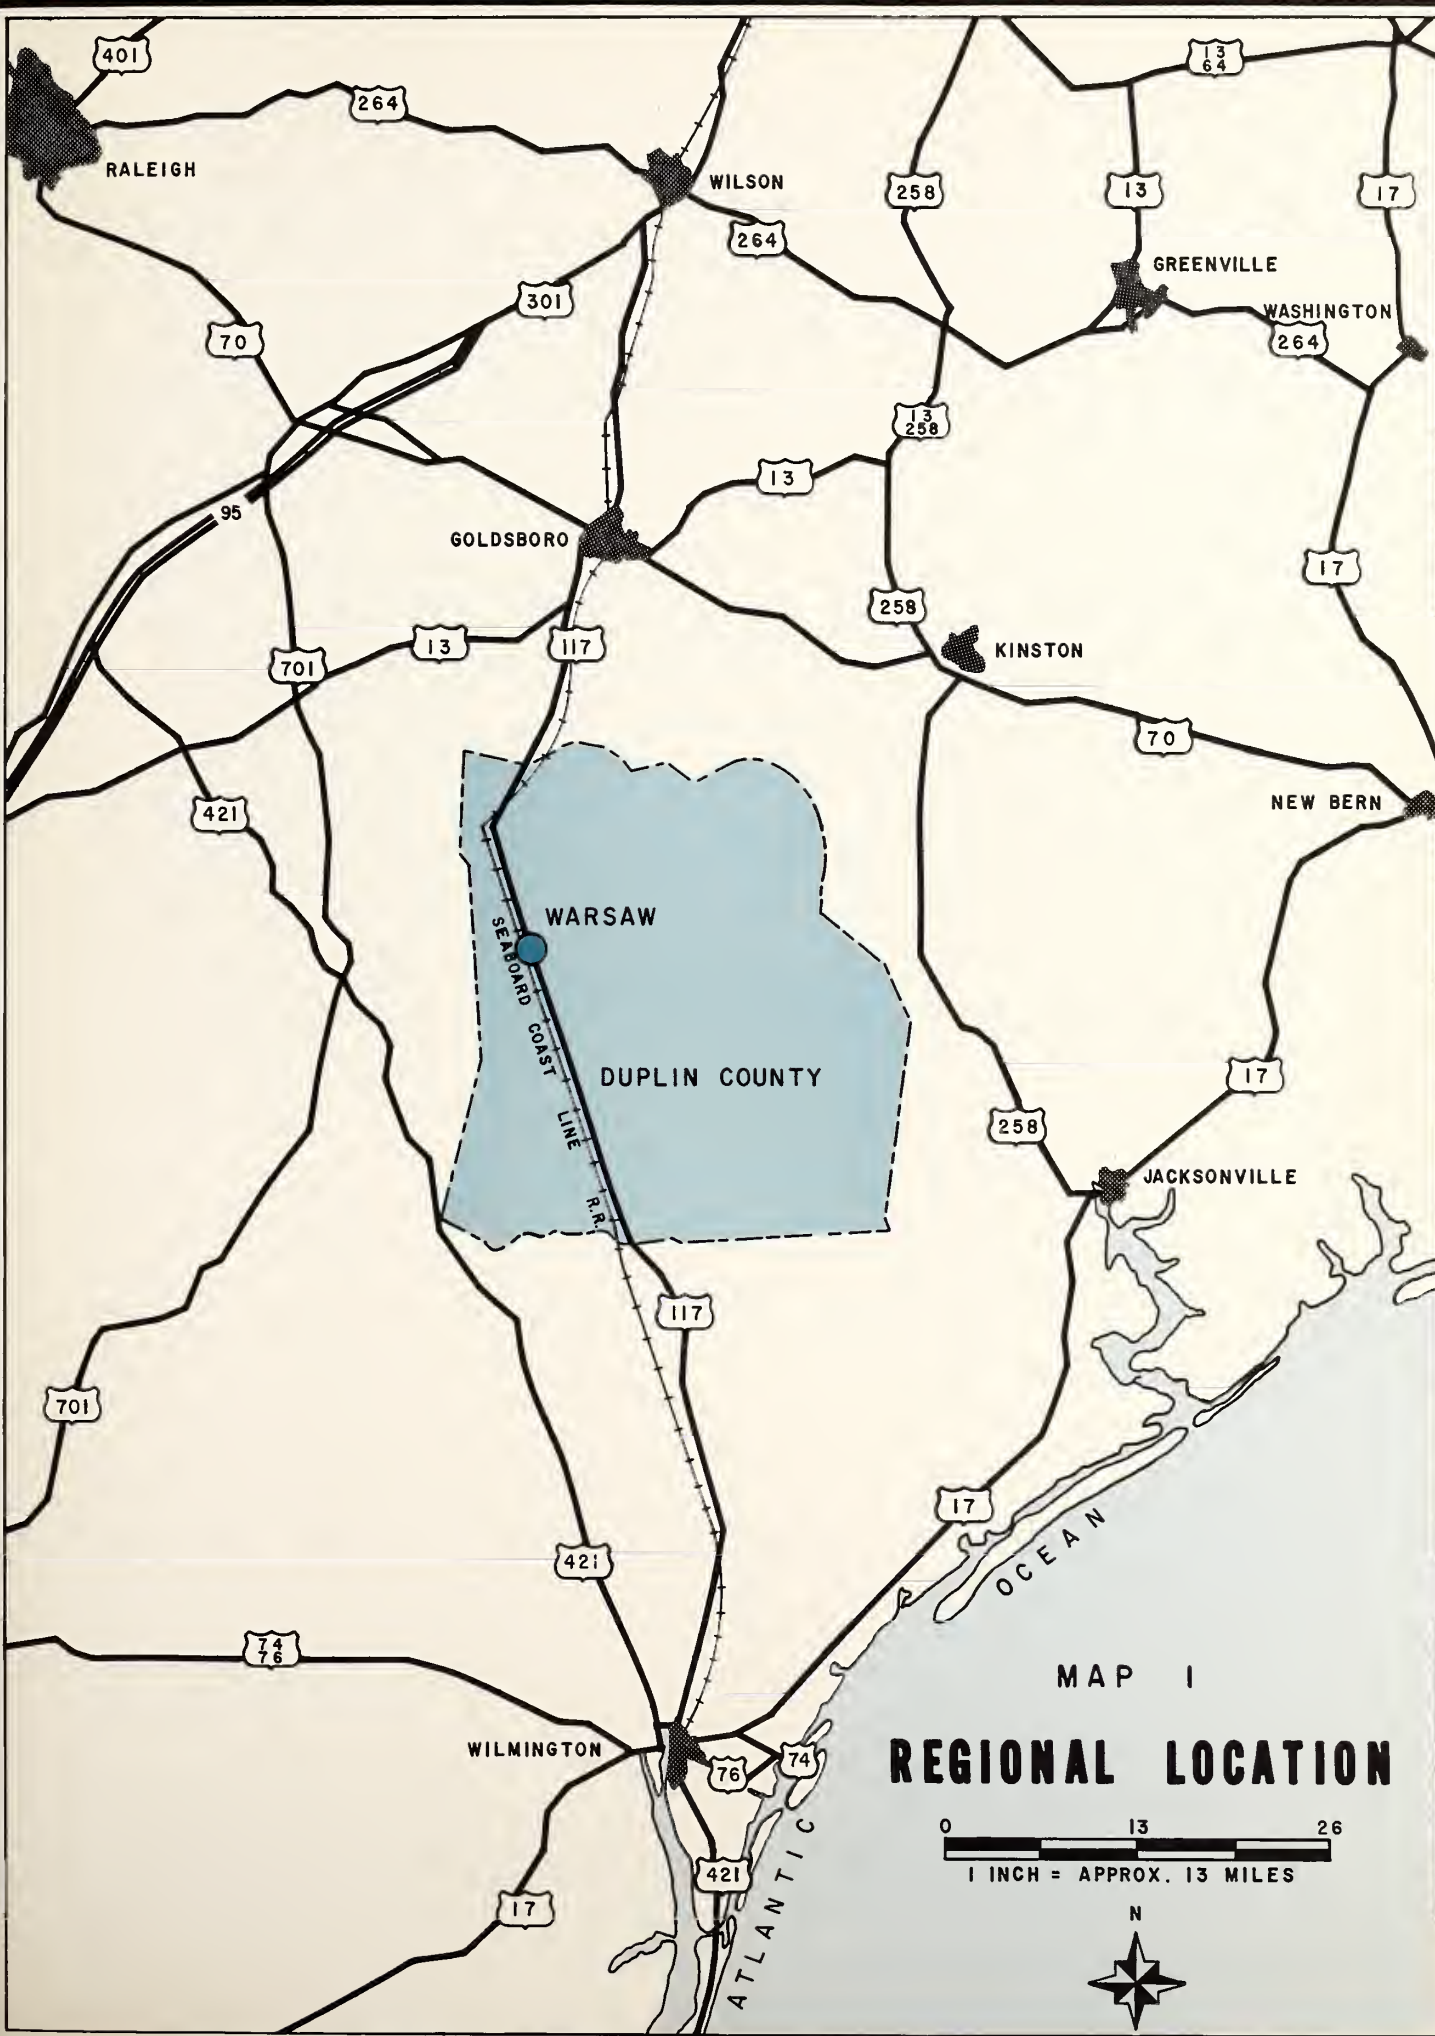 401
13
64
264
RALEIGH
WILSON
258
13
17
264
GREENVILLE
301
WASHINGTON
70
264
13
258
13
95
GOLDSBORO
17
258
13
117
701
KINSTON
70
421
NEW BERN
WARSAW
SEABOARD COAST LINE R.R.
DUPLIN COUNTY
17
258
JACKSONVILLE
117
701
17
OCEAN
421
74
76
MAP 1
WILMINGTON
76
74
REGIONAL LOCATION
0 13 26
1 INCH = APPROX. 13 MILES
421
17
ATLANTIC
N